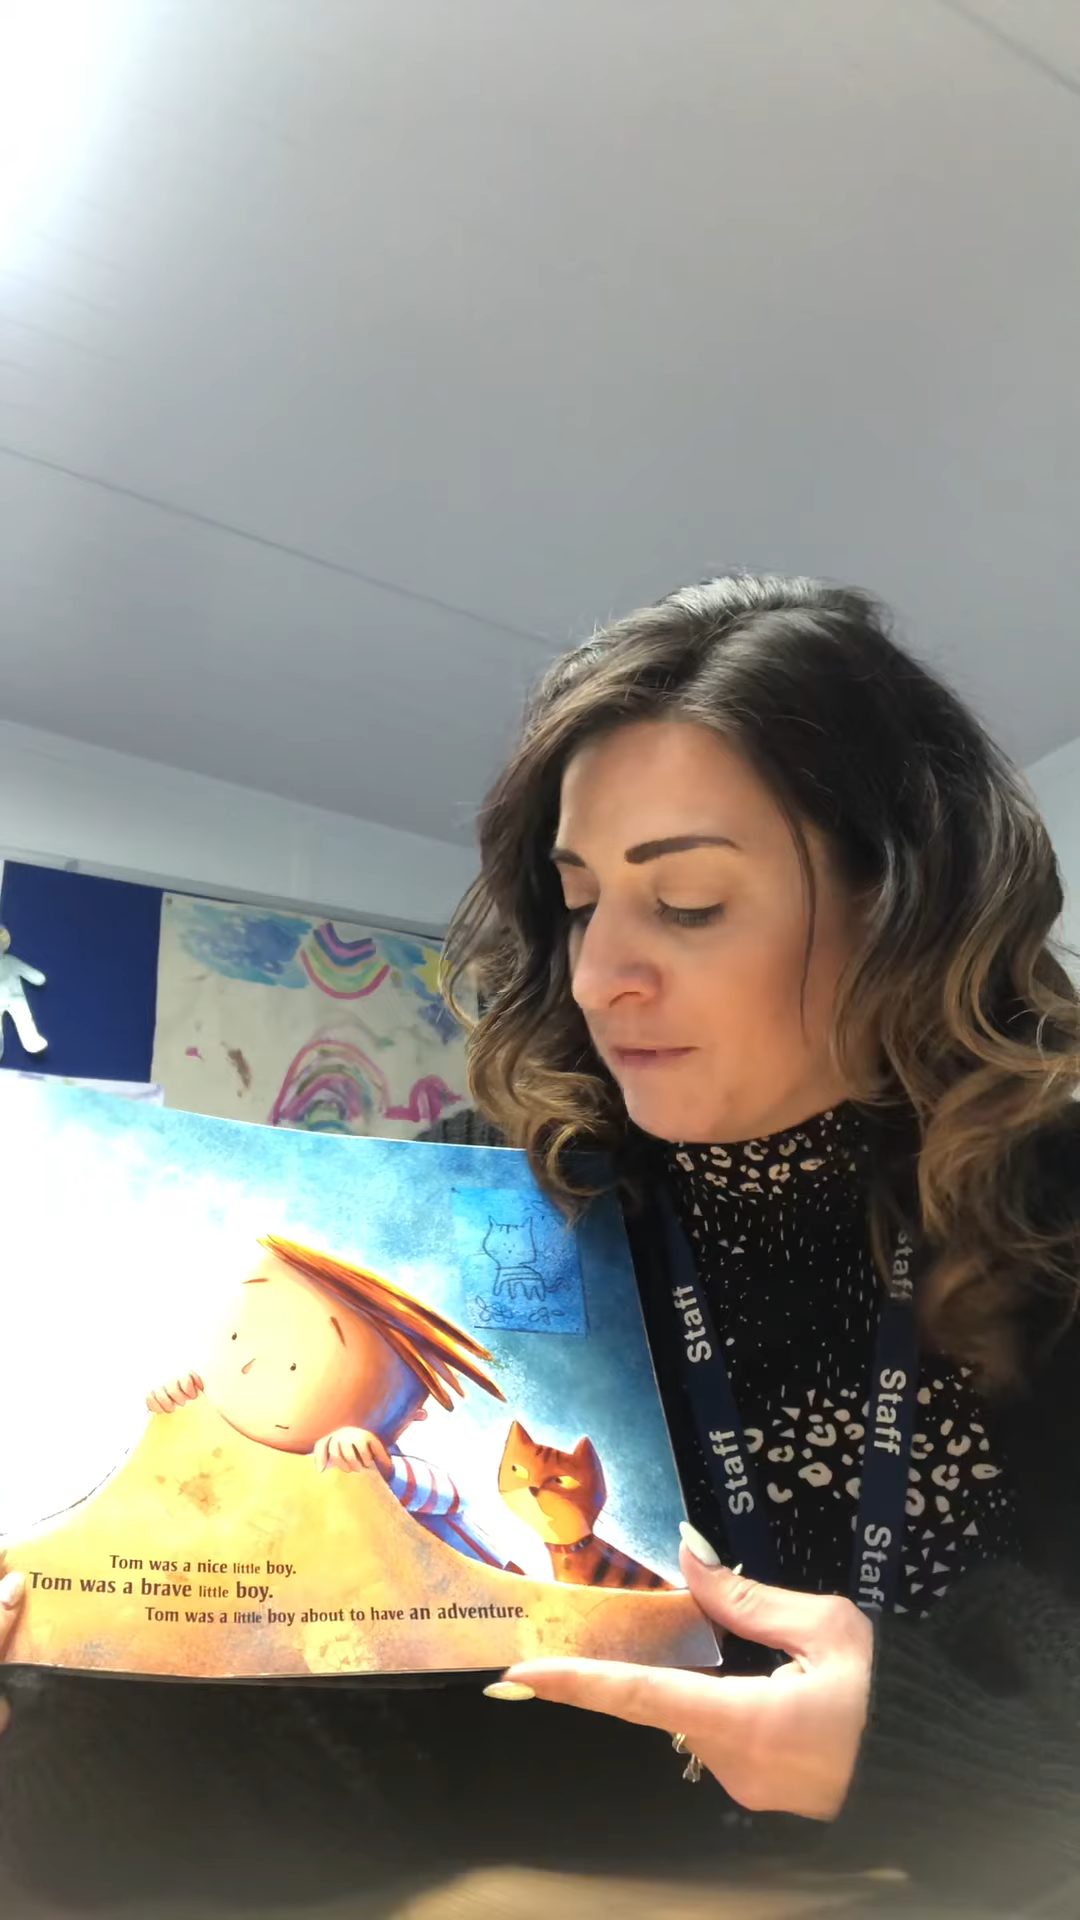 Tom was a nice little boy.
Tom was a brave little boy.
Tom was a little boy about to have an adventure.
Staff
Staff
Staff
Staff
Staff